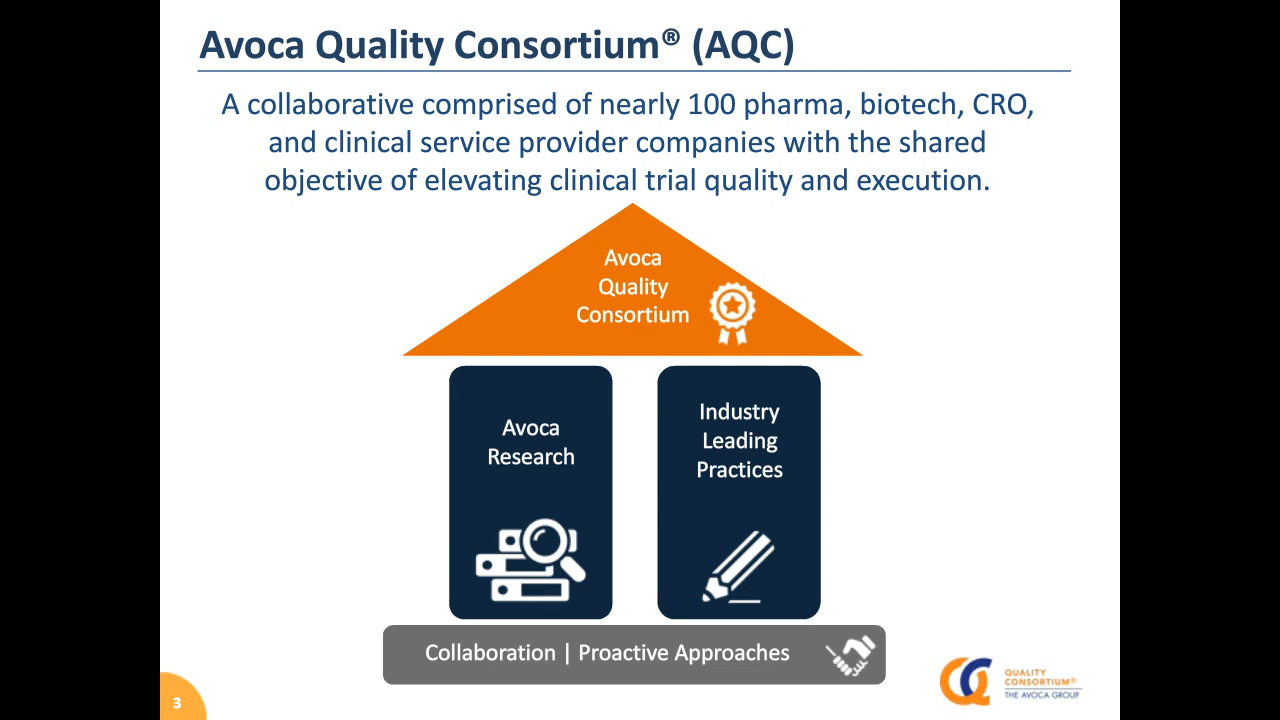 Avoca Quality Consortium® (AQC)
A collaborative comprised of nearly 100 pharma, biotech, CRO,
and clinical service provider companies with the shared
objective of elevating clinical trial quality and execution.
Avoca
Quality
Consortium
Avoca
Research
Industry
Leading
Practices
Collaboration | Proactive Approaches
3
QUALITY
CONSORTIUM®
THE AVOCA GROUP